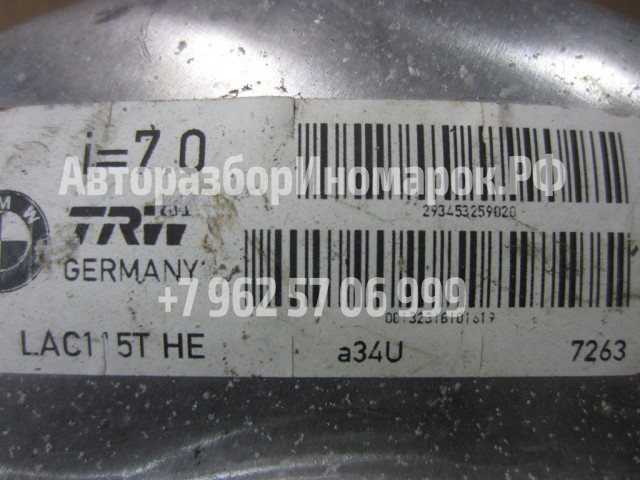 i=7.0
АвторазборИномарок.РФ
293453259020
TRW
GERMANY
+7 962 57 06 999
LAC115T HE
a34U
7263